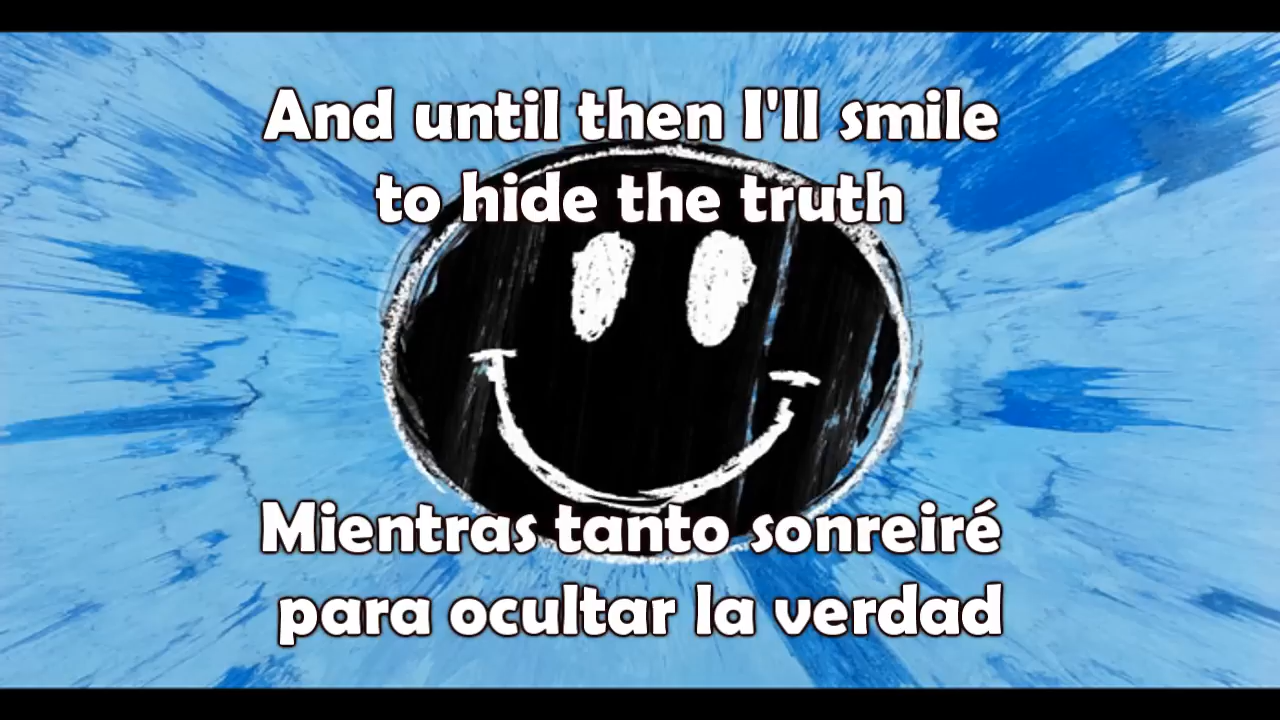 And until then I'll smile
to hide the truth
Mientras tanto sonreiré
para ocultar la verdad